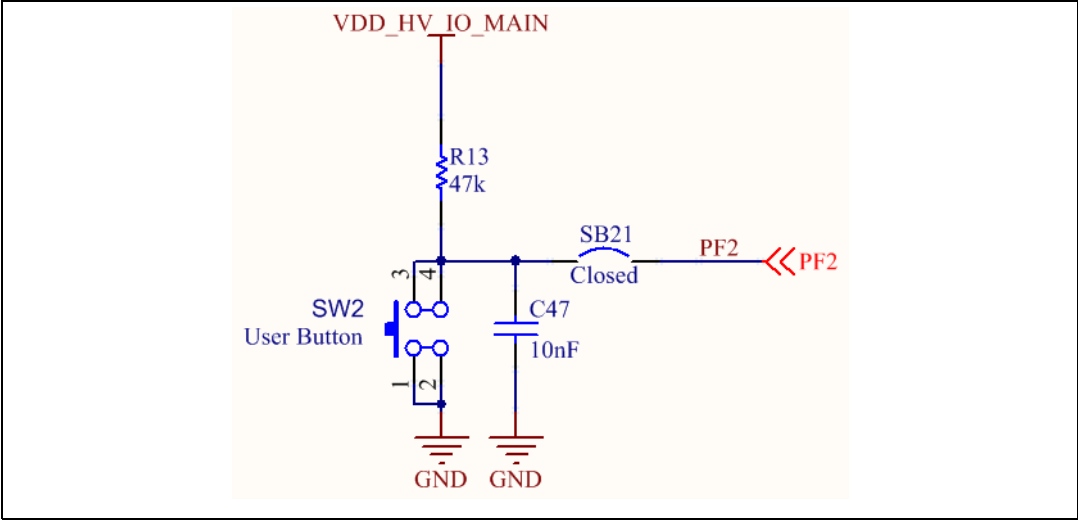 VDD_HV_IO_MAIN
R13
47k
SB21
Closed
PF2
PF2
3
4
SW2
User Button
C47
10nF
1
2
GND
GND